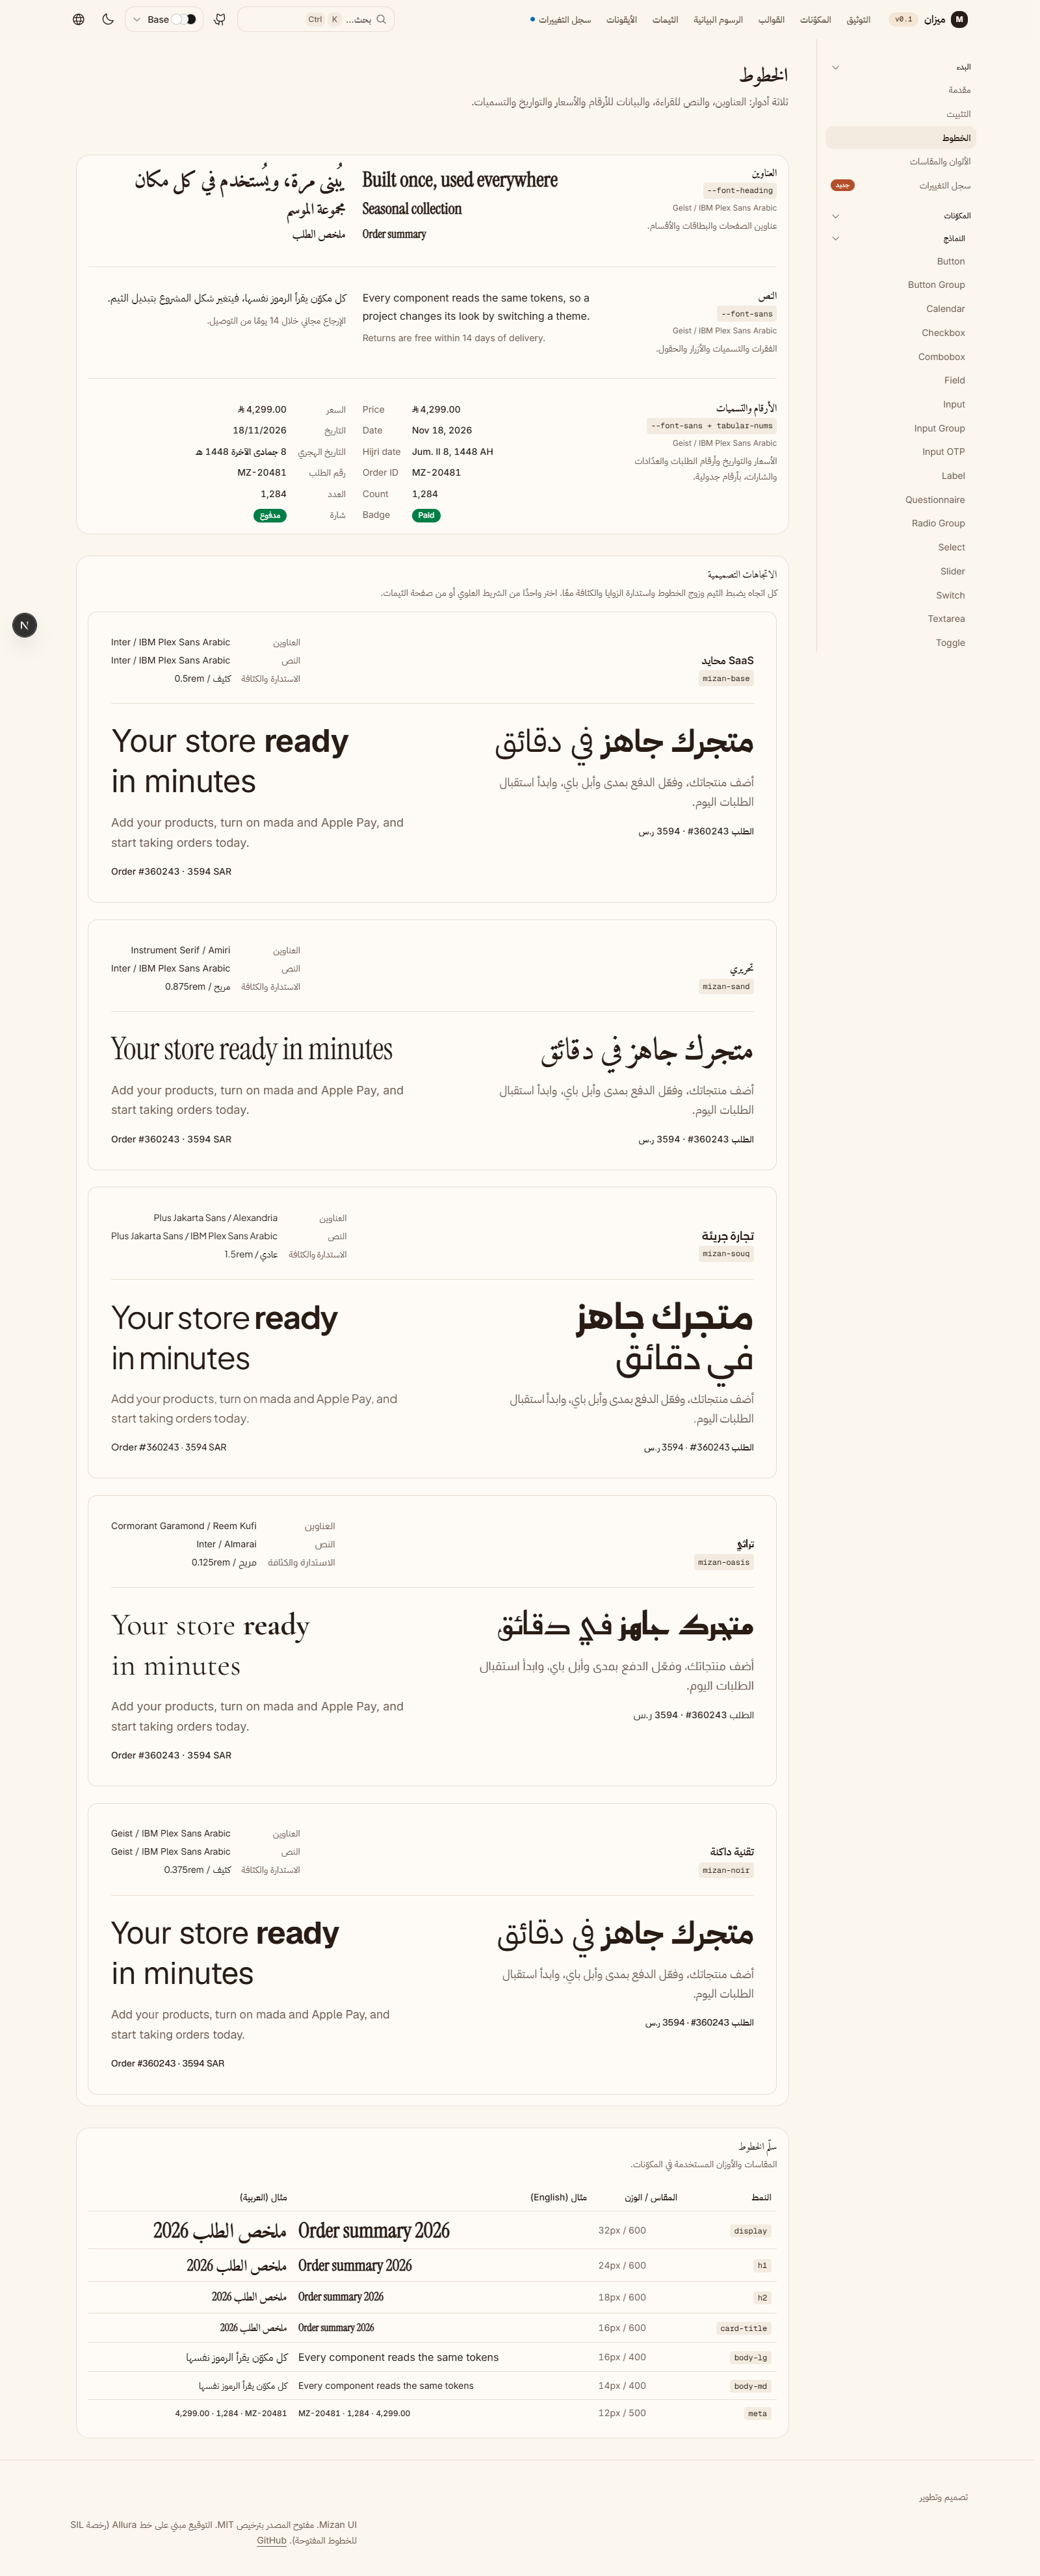 ميزان
v0.1
التوثيق
المكوّنات
القوالب
الرسوم البيانية
الثيمات
الأيقونات
سجل التغييرات
بحث...
Ctrl K
Base
البدء
مقدمة
التثبيت
الخطوط
الألوان والمقاسات
سجل التغييرات
جديد
المكوّنات
النماذج
Button
Button Group
Calendar
Checkbox
Combobox
Field
Input
Input Group
Input OTP
Label
Questionnaire
Radio Group
Select
Slider
Switch
Textarea
Toggle
الخطوط
ثلاثة أدوار: العناوين، والنص للقراءة، والبيانات للأرقام والأسعار والتواريخ والتسميات.
العناوين
--font-heading
Geist / IBM Plex Sans Arabic
عناوين الصفحات والبطاقات والأقسام.
Built once, used everywhere
Seasonal collection
Order summary
يُبنى مرة، ويُستخدم في كل مكان
مجموعة الموسم
ملخص الطلب
النص
--font-sans
Geist / IBM Plex Sans Arabic
الفقرات والتسميات والأزرار والحقول.
Every component reads the same tokens, so a
project changes its look by switching a theme.
Returns are free within 14 days of delivery.
كل مكوّن يقرأ الرموز نفسها، فيتغير شكل المشروع بتبديل الثيم.
الإرجاع مجاني خلال 14 يومًا من التوصيل.
الأرقام والتسميات
--font-sans + tabular-nums
Geist / IBM Plex Sans Arabic
الأسعار والتواريخ وأرقام الطلبات والعدّادات
والشارات، بأرقام جدولية.
Price 4,299.00
Date Nov 18, 2026
Hijri date Jum. II 8, 1448 AH
Order ID MZ-20481
Count 1,284
Badge Paid
السعر 4,299.00
التاريخ 18/11/2026
التاريخ الهجري 8 جمادى الآخرة 1448 هـ
رقم الطلب MZ-20481
العدد 1,284
شارة مدفوع
الاتجاهات التصميمية
كل اتجاه يضبط الثيم وزوج الخطوط واستدارة الزوايا والكثافة معًا. اختر واحدًا من الشريط العلوي أو من صفحة الثيمات.
SaaS محايد
mizan-base
العناوين Inter / IBM Plex Sans Arabic
النص Inter / IBM Plex Sans Arabic
الاستدارة والكثافة كثيف / 0.5rem
متجرك جاهز في دقائق
أضف منتجاتك، وفعّل الدفع بمدى وأبل باي، وابدأ استقبال
الطلبات اليوم.
الطلب 360243# · 3594 ر.س
Your store ready
in minutes
Add your products, turn on mada and Apple Pay, and
start taking orders today.
Order #360243 · 3594 SAR
تحريري
mizan-sand
العناوين Instrument Serif / Amiri
النص Inter / IBM Plex Sans Arabic
الاستدارة والكثافة مريح / 0.875rem
متجرك جاهز في دقائق
أضف منتجاتك، وفعّل الدفع بمدى وأبل باي، وابدأ استقبال
الطلبات اليوم.
الطلب 360243# · 3594 ر.س
Your store ready in minutes
Add your products, turn on mada and Apple Pay, and
start taking orders today.
Order #360243 · 3594 SAR
تجارة جريئة
mizan-souq
العناوين Plus Jakarta Sans / Alexandria
النص Plus Jakarta Sans / IBM Plex Sans Arabic
الاستدارة والكثافة عادي / 1.5rem
متجرك جاهز
في دقائق
أضف منتجاتك، وفعّل الدفع بمدى وأبل باي، وابدأ استقبال
الطلبات اليوم.
الطلب 360243# · 3594 ر.س
Your store ready
in minutes
Add your products, turn on mada and Apple Pay, and
start taking orders today.
Order #360243 · 3594 SAR
تراثي
mizan-oasis
العناوين Cormorant Garamond / Reem Kufi
النص Inter / Almarai
الاستدارة والكثافة مريح / 0.125rem
متجرك جاهز في دقائق
أضف منتجاتك، وفعّل الدفع بمدى وأبل باي، وابدأ استقبال
الطلبات اليوم.
الطلب 360243# · 3594 ر.س
Your store ready
in minutes
Add your products, turn on mada and Apple Pay, and
start taking orders today.
Order #360243 · 3594 SAR
تقنية داكنة
mizan-noir
العناوين Geist / IBM Plex Sans Arabic
النص Geist / IBM Plex Sans Arabic
الاستدارة والكثافة كثيف / 0.375rem
متجرك جاهز في دقائق
أضف منتجاتك، وفعّل الدفع بمدى وأبل باي، وابدأ استقبال
الطلبات اليوم.
الطلب 360243# · 3594 ر.س
Your store ready
in minutes
Add your products, turn on mada and Apple Pay, and
start taking orders today.
Order #360243 · 3594 SAR
سلّم الخطوط
المقاسات والأوزان المستخدمة في المكوّنات.
النمط المقاس / الوزن مثال (English) مثال (العربية)
display 32px / 600 Order summary 2026 ملخص الطلب 2026
h1 24px / 600 Order summary 2026 ملخص الطلب 2026
h2 18px / 600 Order summary 2026 ملخص الطلب 2026
card-title 16px / 600 Order summary 2026 ملخص الطلب 2026
body-lg 16px / 400 Every component reads the same tokens كل مكوّن يقرأ الرموز نفسها
body-md 14px / 400 Every component reads the same tokens كل مكوّن يقرأ الرموز نفسها
meta 12px / 500 MZ-20481 · 1,284 · 4,299.00 4,299.00 · 1,284 · MZ-20481
تصميم وتطوير
Mizan UI. مفتوح المصدر بترخيص MIT. التوقيع مبني على خط Allura (رخصة SIL
للخطوط المفتوحة). GitHub